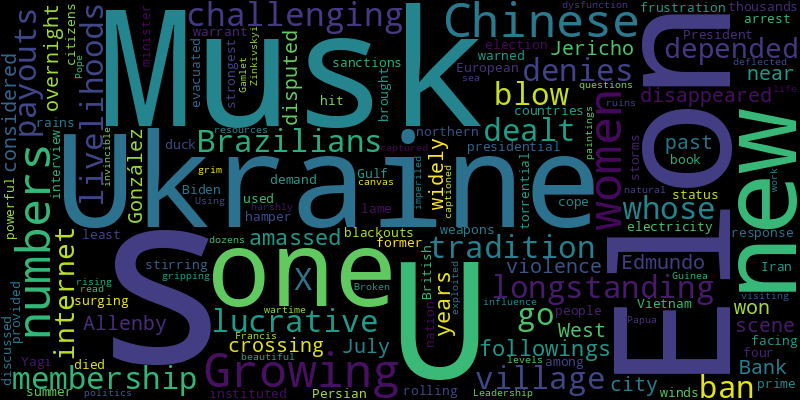 Musk
Ukraine
Elon
S
U
one
new
Growing
Chinese
numbers
women
ban
blow
go
village
whose
tradition
longstanding
lucrative
membership
livelihoods
payouts
challenging
Brazilians
dealt
denies
depended
disappeared
internet
years
X
crossing
July
West
followings
violence
amassed
Allenby
widely
disputed
González
overnight
considered
Jericho
near
past
Edmundo
won
scene
Bank
city
Vietnam
British
blackouts
former
Persian
rolling
instituted
Francis
wartime
beautiful
gripping
stirring
dozens
surging
rising
read
died
summer
politics
least
Yagi
provided
discussed
Broken
nation
exploited
captioned
weapons
Gulf
canvas
lame
used
hamper
demand
Biden
Using
harshly
grim
duck
resources
captured
imperiled
northern
presidential
torrential
cope
electricity
status
book
storms
ruins
paintings
countries
natural
work
life
response
Iran
visiting
facing
four
prime
winds
Papua
Guinea
people
among
levels
influence
Leadership
powerful
rains
interview
invincible
Pope
citizens
minister
warrant
evacuated
strongest
Gamlet
Zinkivskyi
hit
sanctions
brought
European
warned
election
sea
questions
deflected
President
arrest
thousands
frustration
dysfunction